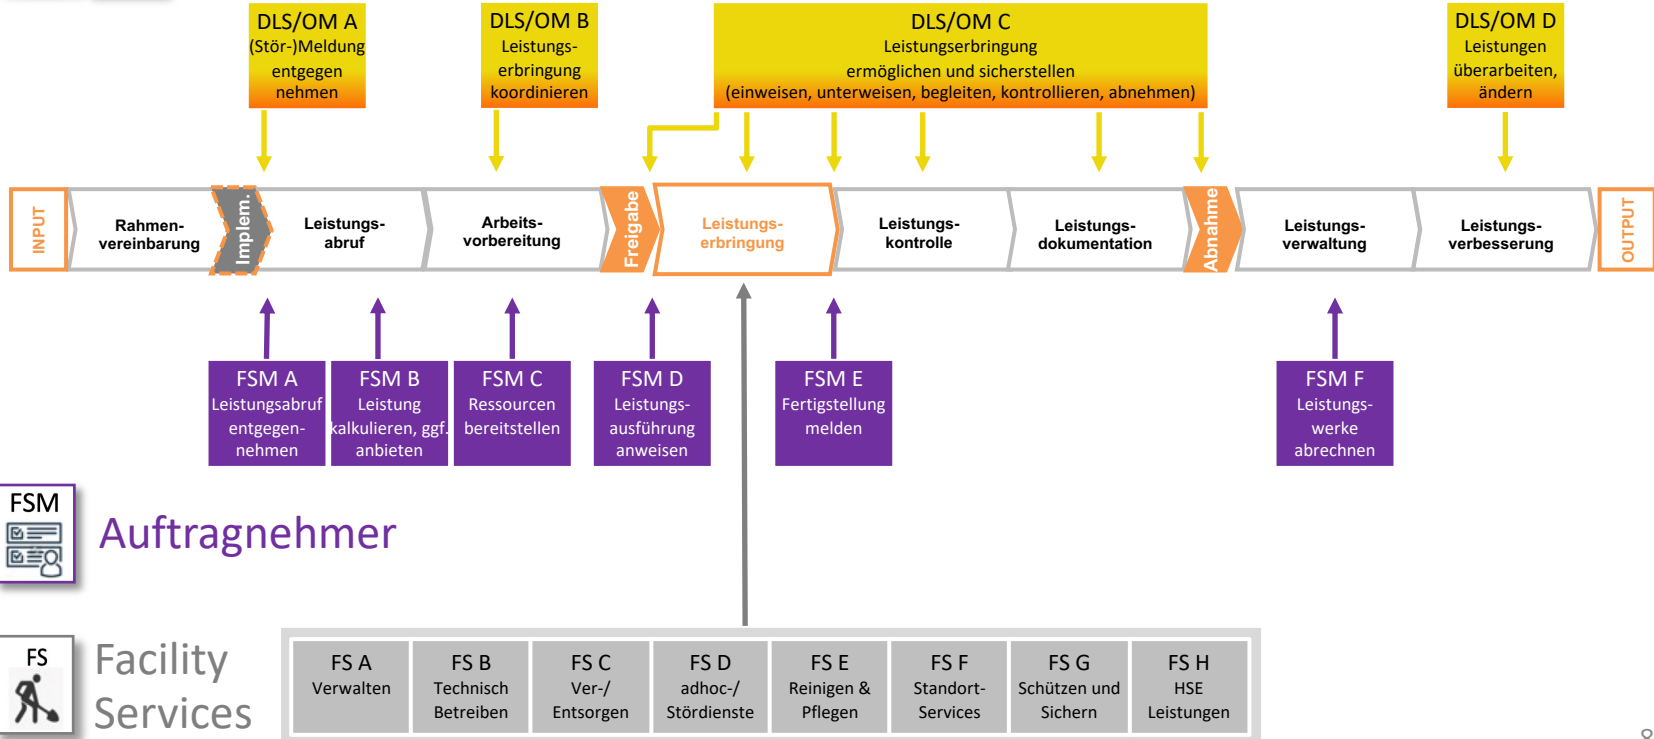 DLS/OM A
(Stör-)Meldung
entgegen
nehmen
DLS/OM B
Leistungs-
erbringung
koordinieren
DLS/OM C
Leistungserbringung
ermöglichen und sicherstellen
(einweisen, unterweisen, begleiten, kontrollieren, abnehmen)
DLS/OM D
Leistungen
überarbeiten,
ändern
INPUT
Rahmen-
vereinbarung
Implem.
Leistungs-
abruf
Arbeits-
vorbereitung
Freigabe
Leistungs-
erbringung
Leistungs-
kontrolle
Leistungs-
dokumentation
Abnahme
Leistungs-
verwaltung
Leistungs-
verbesserung
OUTPUT
FSM A
Leistungsabruf
entgegen-
nehmen
FSM B
Leistung
kalkulieren, ggf.
anbieten
FSM C
Ressourcen
bereitstellen
FSM D
Leistungs-
ausführung
anweisen
FSM E
Fertigstellung
melden
FSM F
Leistungs-
werke
abrechnen
FSM
Auftragnehmer
FS
Facility
Services
FS A
Verwalten
FS B
Technisch
Betreiben
FS C
Ver-/
Entsorgen
FS D
adhoc-/
Stördienste
FS E
Reinigen &
Pflegen
FS F
Standort-
Services
FS G
Schützen und
Sichern
FS H
HSE
Leistungen